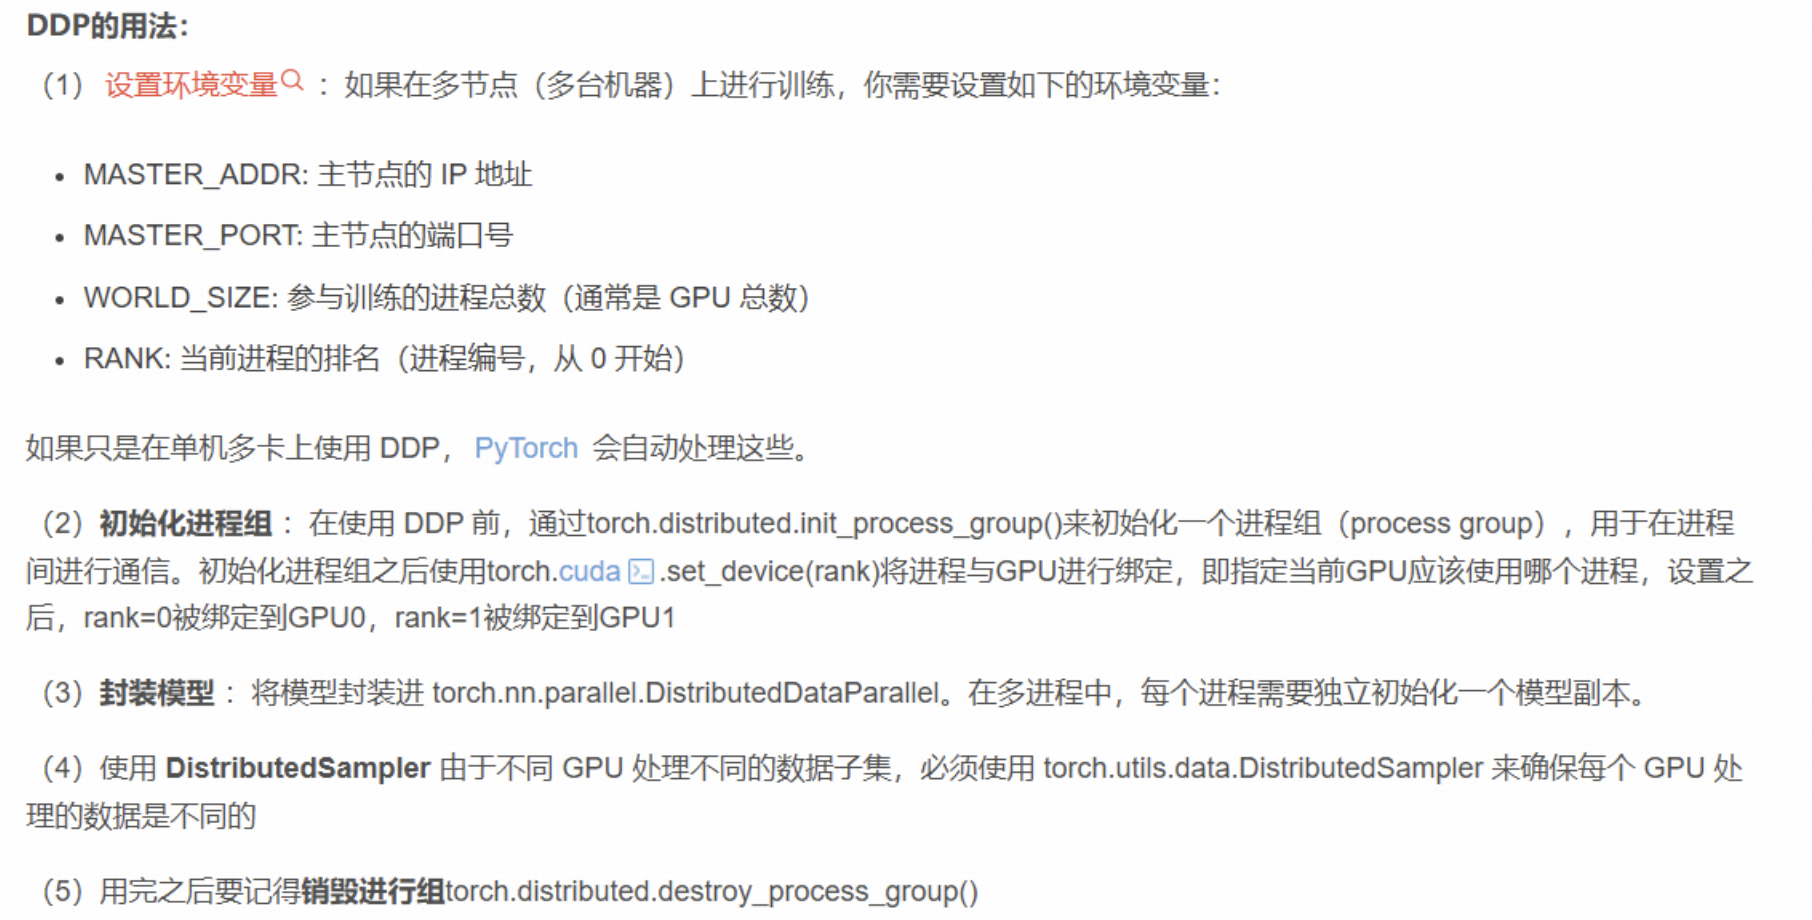 DDP的用法：
（1）设置环境变量 ：如果在多节点（多台机器）上进行训练，你需要设置如下的环境变量：
• MASTER_ADDR: 主节点的 IP 地址
• MASTER_PORT: 主节点的端口号
• WORLD_SIZE: 参与训练的进程总数（通常是 GPU 总数）
• RANK: 当前进程的排名（进程编号，从 0 开始）
如果只是在单机多卡上使用 DDP， PyTorch 会自动处理这些。
（2）初始化进程组 ：在使用 DDP 前，通过torch.distributed.init_process_group()来初始化一个进程组（process group），用于在进程
间进行通信。初始化进程组之后使用torch.cuda .set_device(rank)将进程与GPU进行绑定，即指定当前GPU应该使用哪个进程，设置之
后，rank=0被绑定到GPU0，rank=1被绑定到GPU1
（3）封装模型 ：将模型封装进 torch.nn.parallel.DistributedDataParallel。在多进程中，每个进程需要独立初始化一个模型副本。
（4）使用 DistributedSampler 由于不同 GPU 处理不同的数据子集，必须使用 torch.utils.data.DistributedSampler 来确保每个 GPU 处
理的数据是不同的
（5）用完之后要记得销毁进行组torch.distributed.destroy_process_group()